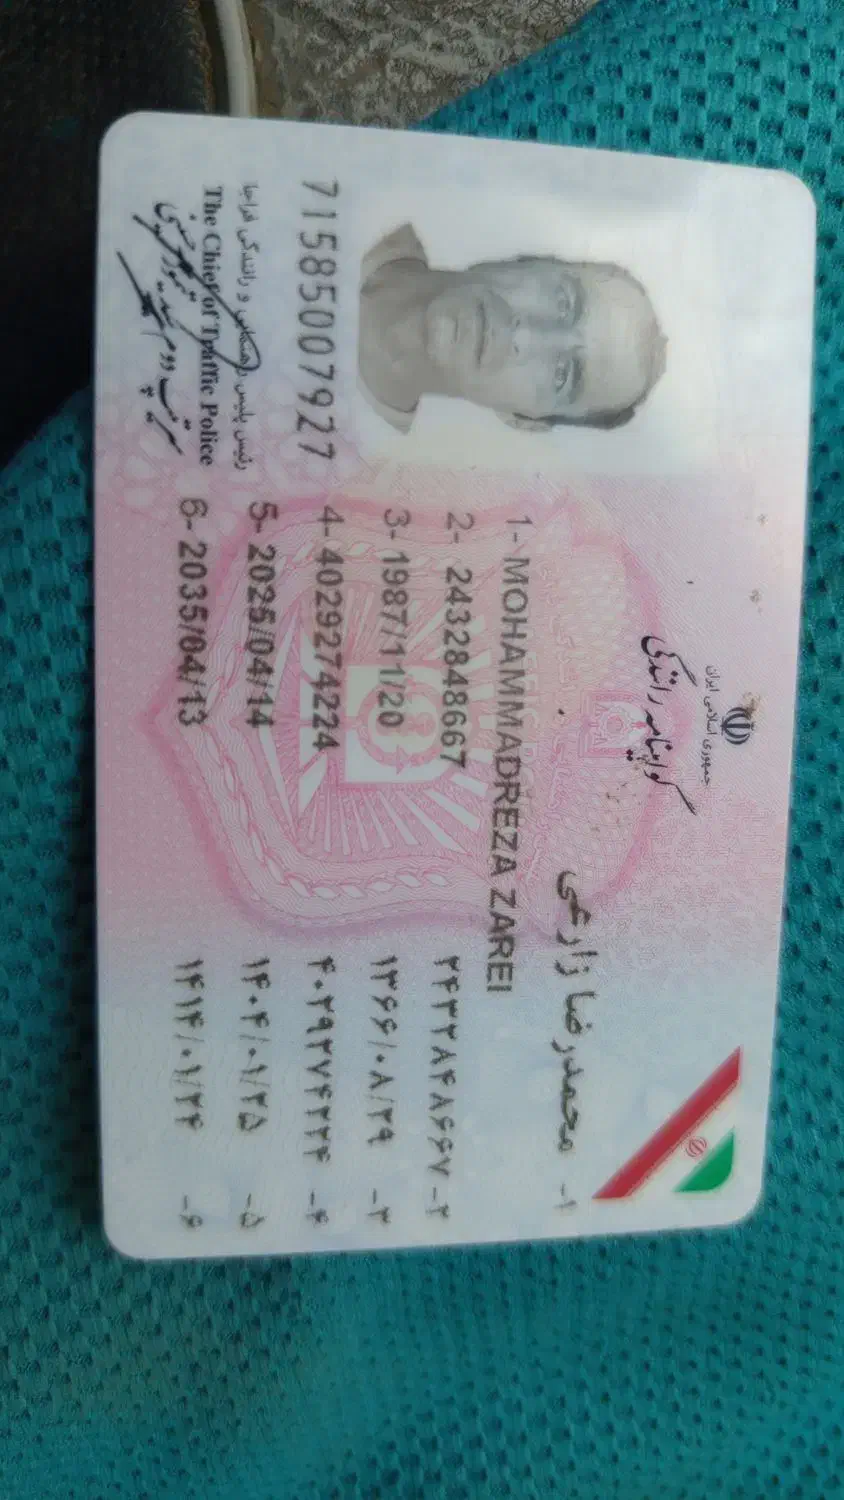 جمهوری اسلامی ایران
گواهینامه رانندگی
۱- محمدرضا زارعی
1- MOHAMMADREZA ZAREI
2- 2432848667
۲- ۲۴۳۲۸۴۸۶۶۷
3- 1987/11/20
۳- ۱۳۶۶/۰۸/۲۹
4- 4029274224
۴- ۴۰۲۹۲۷۴۲۲۴
5- 2025/04/14
۵- ۱۴۰۴/۰۱/۲۵
6- 2035/04/13
۶- ۱۴۱۴/۰۱/۲۴
715850007927
رئیس پلیس راهنمایی و رانندگی فراجا
The Chief of Traffic Police